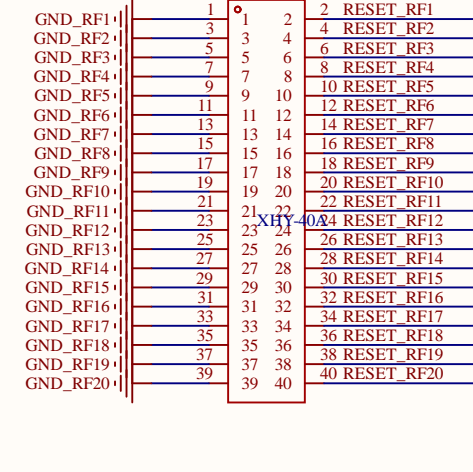 GND_RF1 1 1 2 2 RESET_RF1
GND_RF2 3 3 4 4 RESET_RF2
GND_RF3 5 5 6 6 RESET_RF3
GND_RF4 7 7 8 8 RESET_RF4
GND_RF5 9 9 10 10 RESET_RF5
GND_RF6 11 11 12 12 RESET_RF6
GND_RF7 13 13 14 14 RESET_RF7
GND_RF8 15 15 16 16 RESET_RF8
GND_RF9 17 17 18 18 RESET_RF9
GND_RF10 19 19 20 20 RESET_RF10
GND_RF11 21 21 22 22 RESET_RF11
XHY-40A
GND_RF12 23 23 24 24 RESET_RF12
GND_RF13 25 25 26 26 RESET_RF13
GND_RF14 27 27 28 28 RESET_RF14
GND_RF15 29 29 30 30 RESET_RF15
GND_RF16 31 31 32 32 RESET_RF16
GND_RF17 33 33 34 34 RESET_RF17
GND_RF18 35 35 36 36 RESET_RF18
GND_RF19 37 37 38 38 RESET_RF19
GND_RF20 39 39 40 40 RESET_RF20